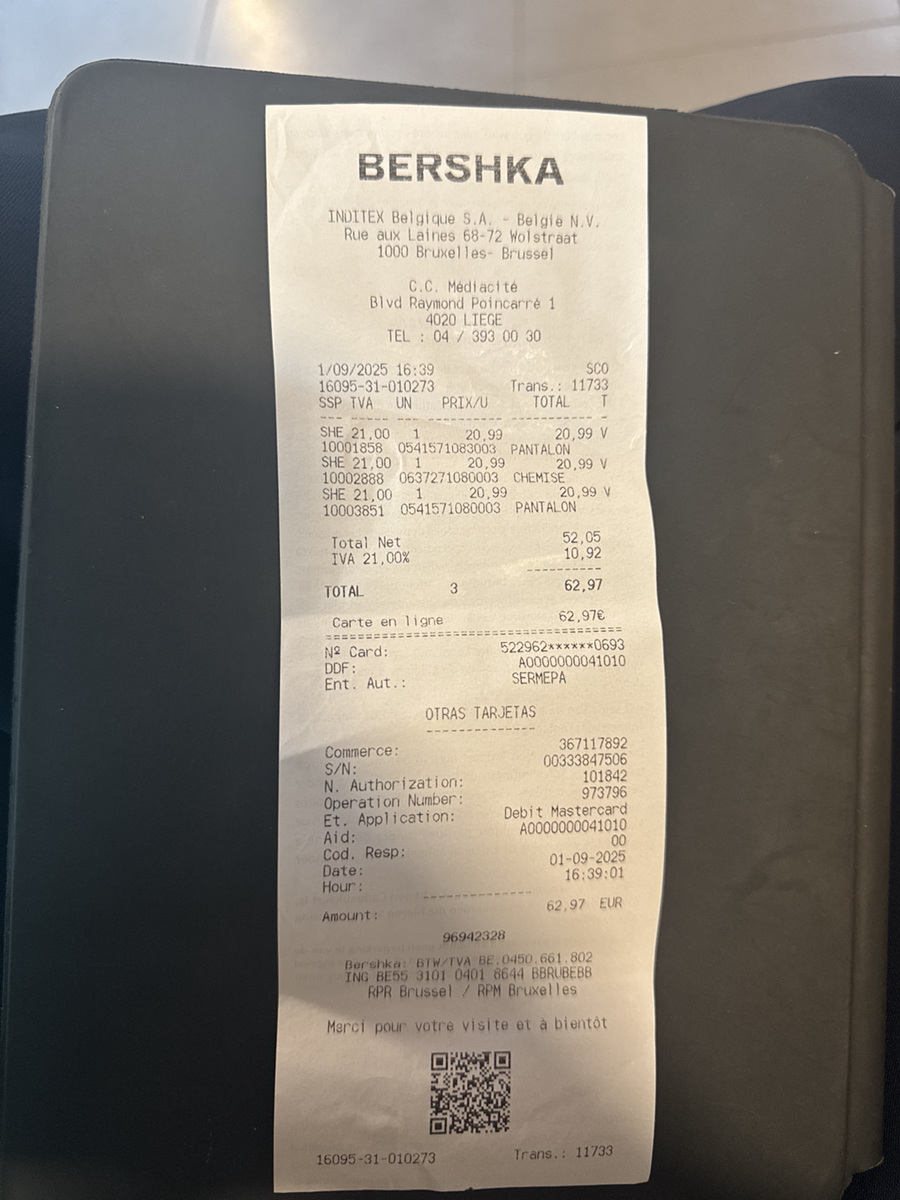 BERSHKA
INDITEX Belgique S.A. - België N.V.
Rue aux Laines 68-72 Wolstraat
1000 Bruxelles- Brussel
C.C. Médiacité
Blvd Raymond Poincarré 1
4020 LIEGE
TEL : 04 / 393 00 30
1/09/2025 16:39 SCO
16095-31-010273 Trans.: 11733
SSP TVA UN PRIX/U TOTAL T
--- ----- --- ---------- ---------- -
SHE 21,00 1 20,99 20,99 V
10001858 0541571083003 PANTALON
SHE 21,00 1 20,99 20,99 V
10002888 0637271080003 CHEMISE
SHE 21,00 1 20,99 20,99 V
10003851 0541571080003 PANTALON
Total Net 52,05
IVA 21,00% 10,92
----------
TOTAL 3 62,97
Carte en ligne 62,97€
========================================
Nº Card: 522962******0693
DDF: A0000000041010
Ent. Aut.: SERMEPA
OTRAS TARJETAS
--------------
Commerce: 367117892
S/N: 00333847506
N. Authorization: 101842
Operation Number: 973796
Et. Application: Debit Mastercard
Aid: A0000000041010
Cod. Resp: 00
Date: 01-09-2025
Hour: 16:39:01
--------------
Amount: 62,97 EUR
96942328
Bershka: BTW/TVA BE.0450.661.802
ING BE55 3101 0401 8644 BBRUBEBB
RPR Brussel / RPM Bruxelles
Merci pour votre visite et à bientôt
16095-31-010273 Trans.: 11733